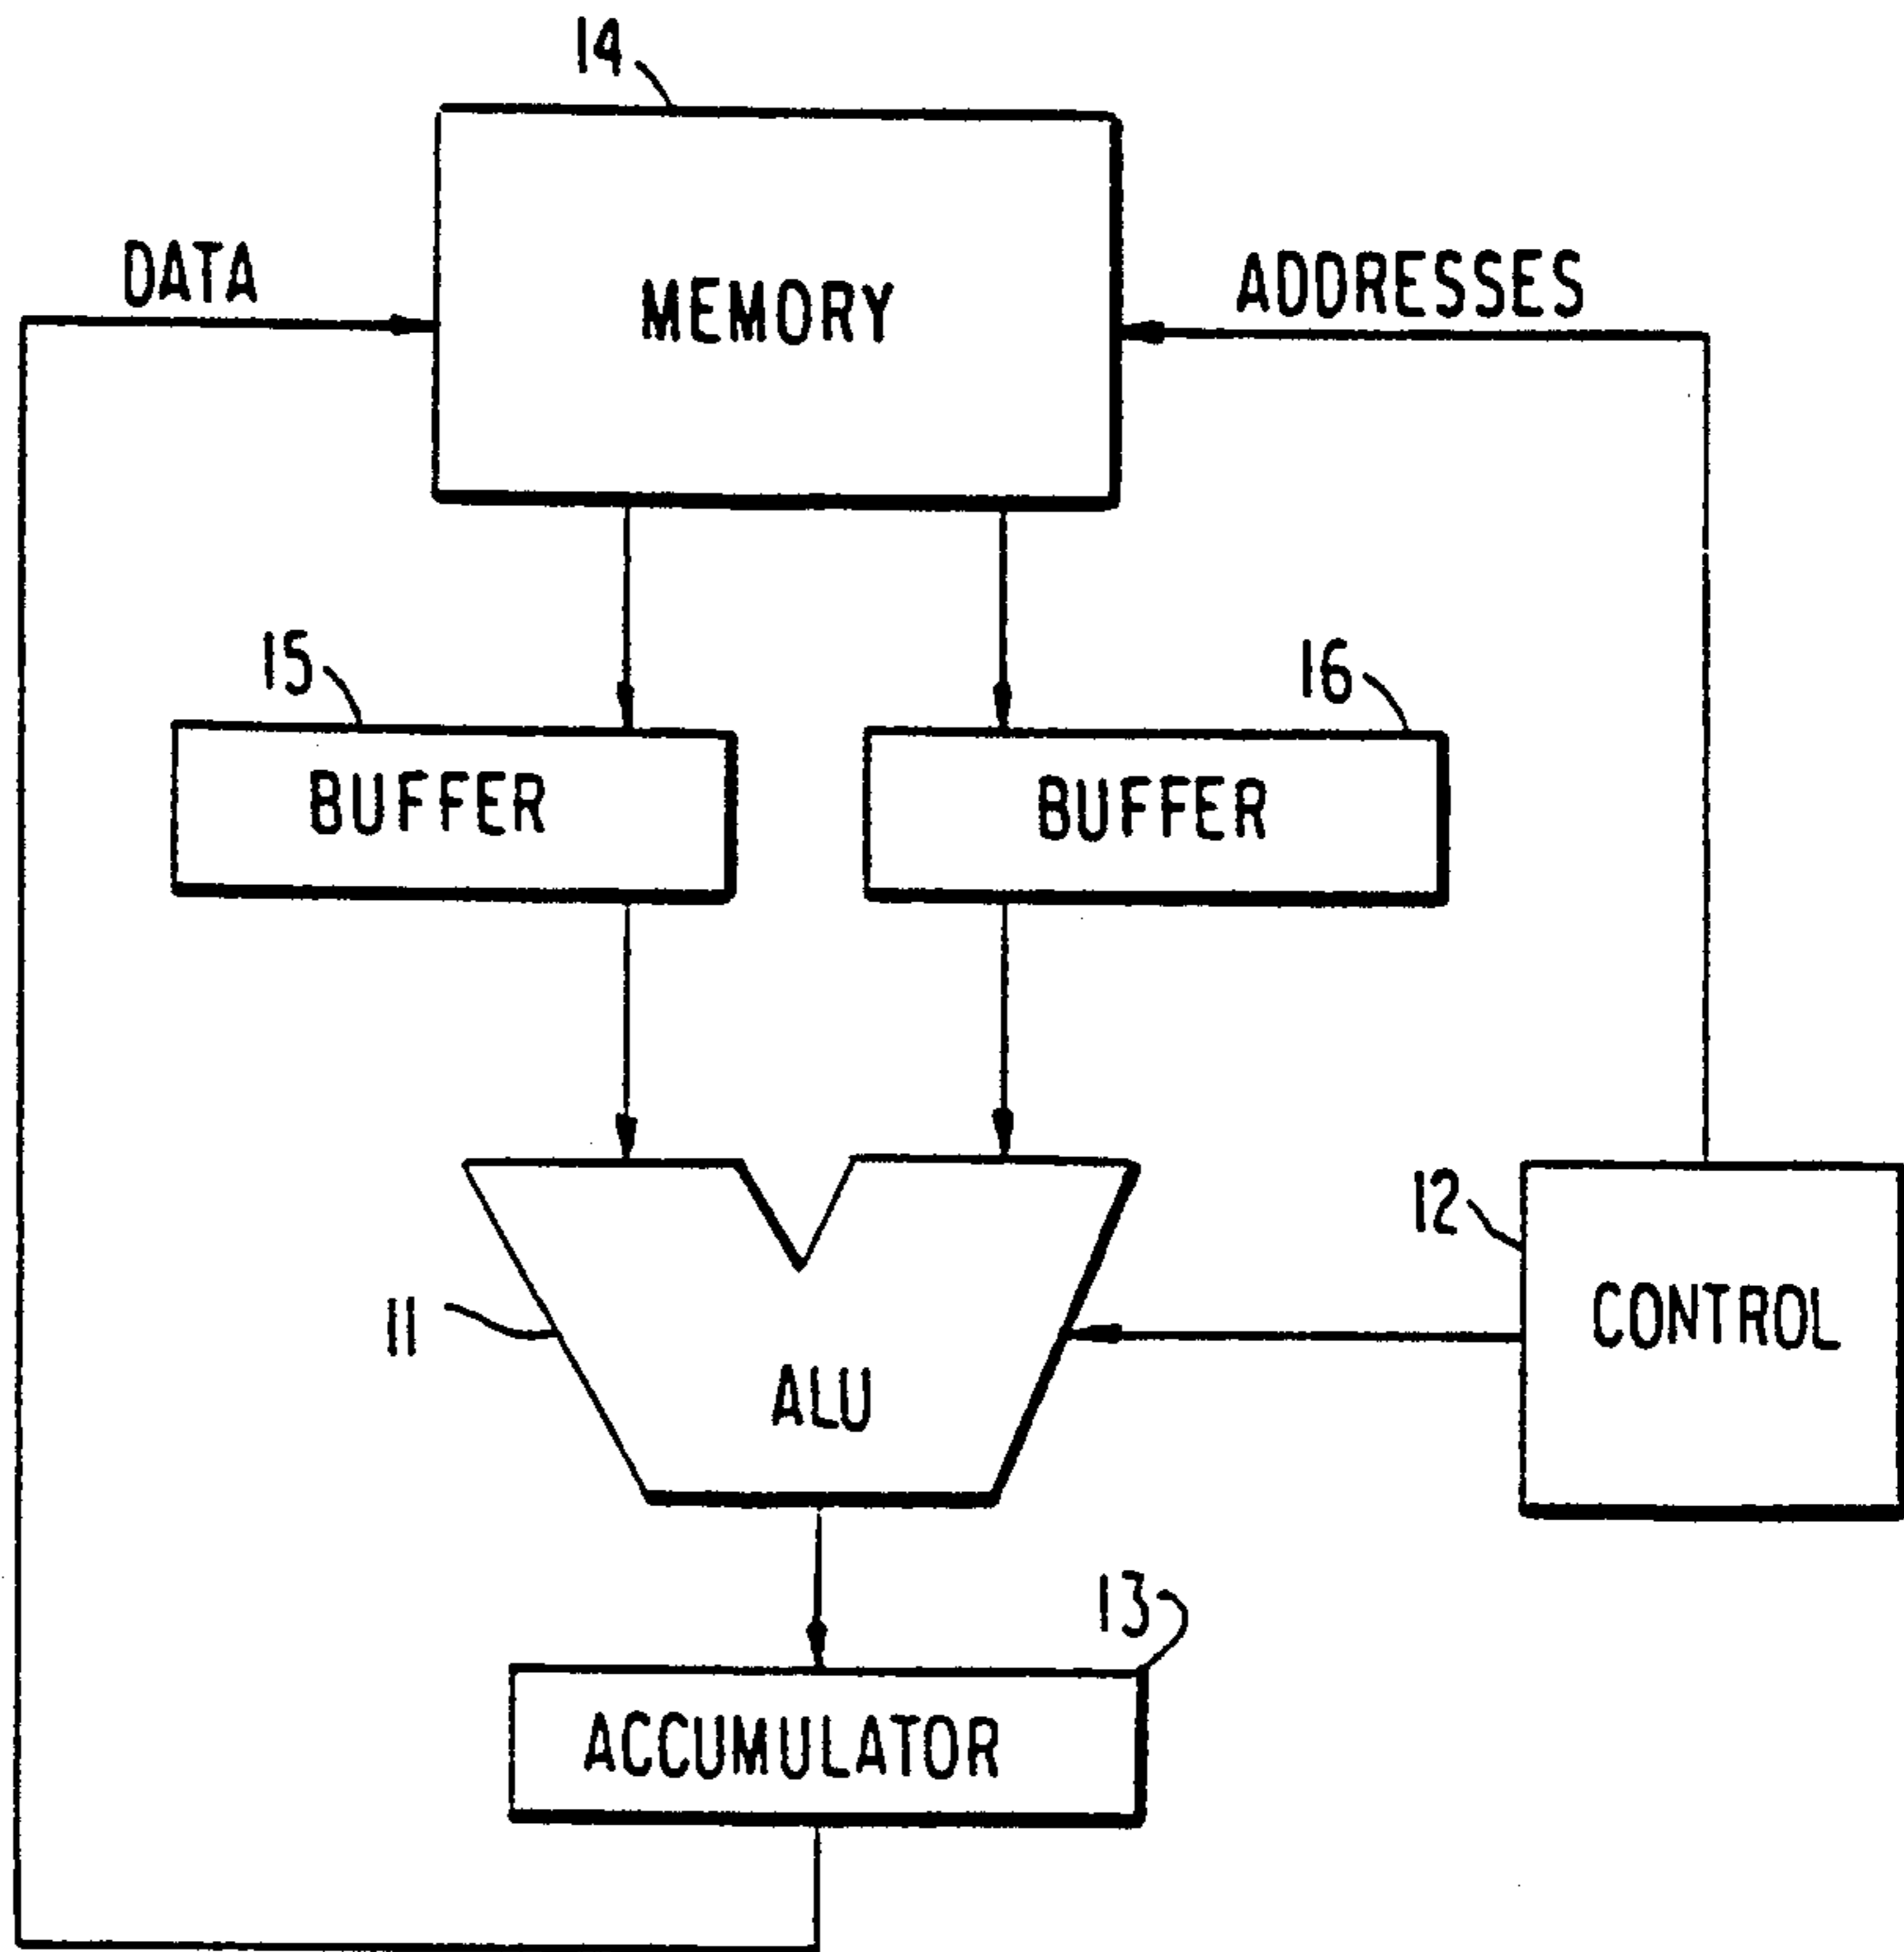 14
DATA
MEMORY
ADDRESSES
15
16
BUFFER
BUFFER
12
11
CONTROL
ALU
13
ACCUMULATOR